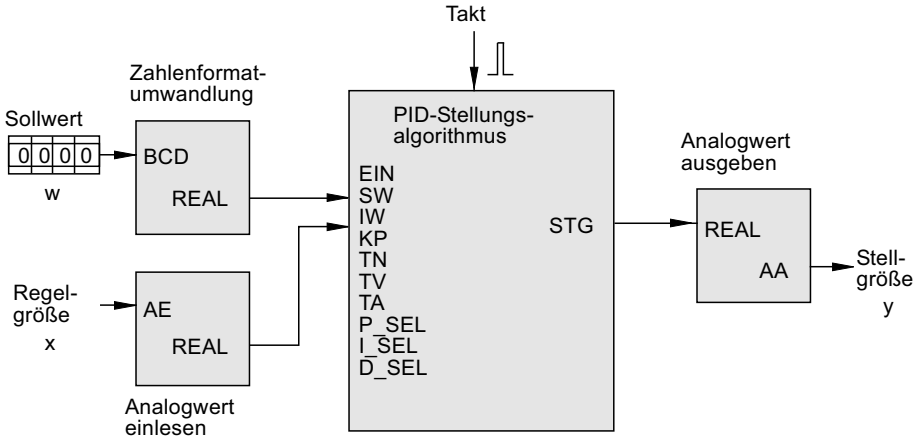 Takt
Zahlenformat-
umwandlung
Sollwert
0 0 0 0
w
BCD
REAL
PID-Stellungs-
algorithmus
EIN
SW
IW
KP
TN
TV
TA
P_SEL
I_SEL
D_SEL
STG
Analogwert
ausgeben
REAL
AA
Stell-
größe
y
Regel-
größe
x
AE
REAL
Analogwert
einlesen